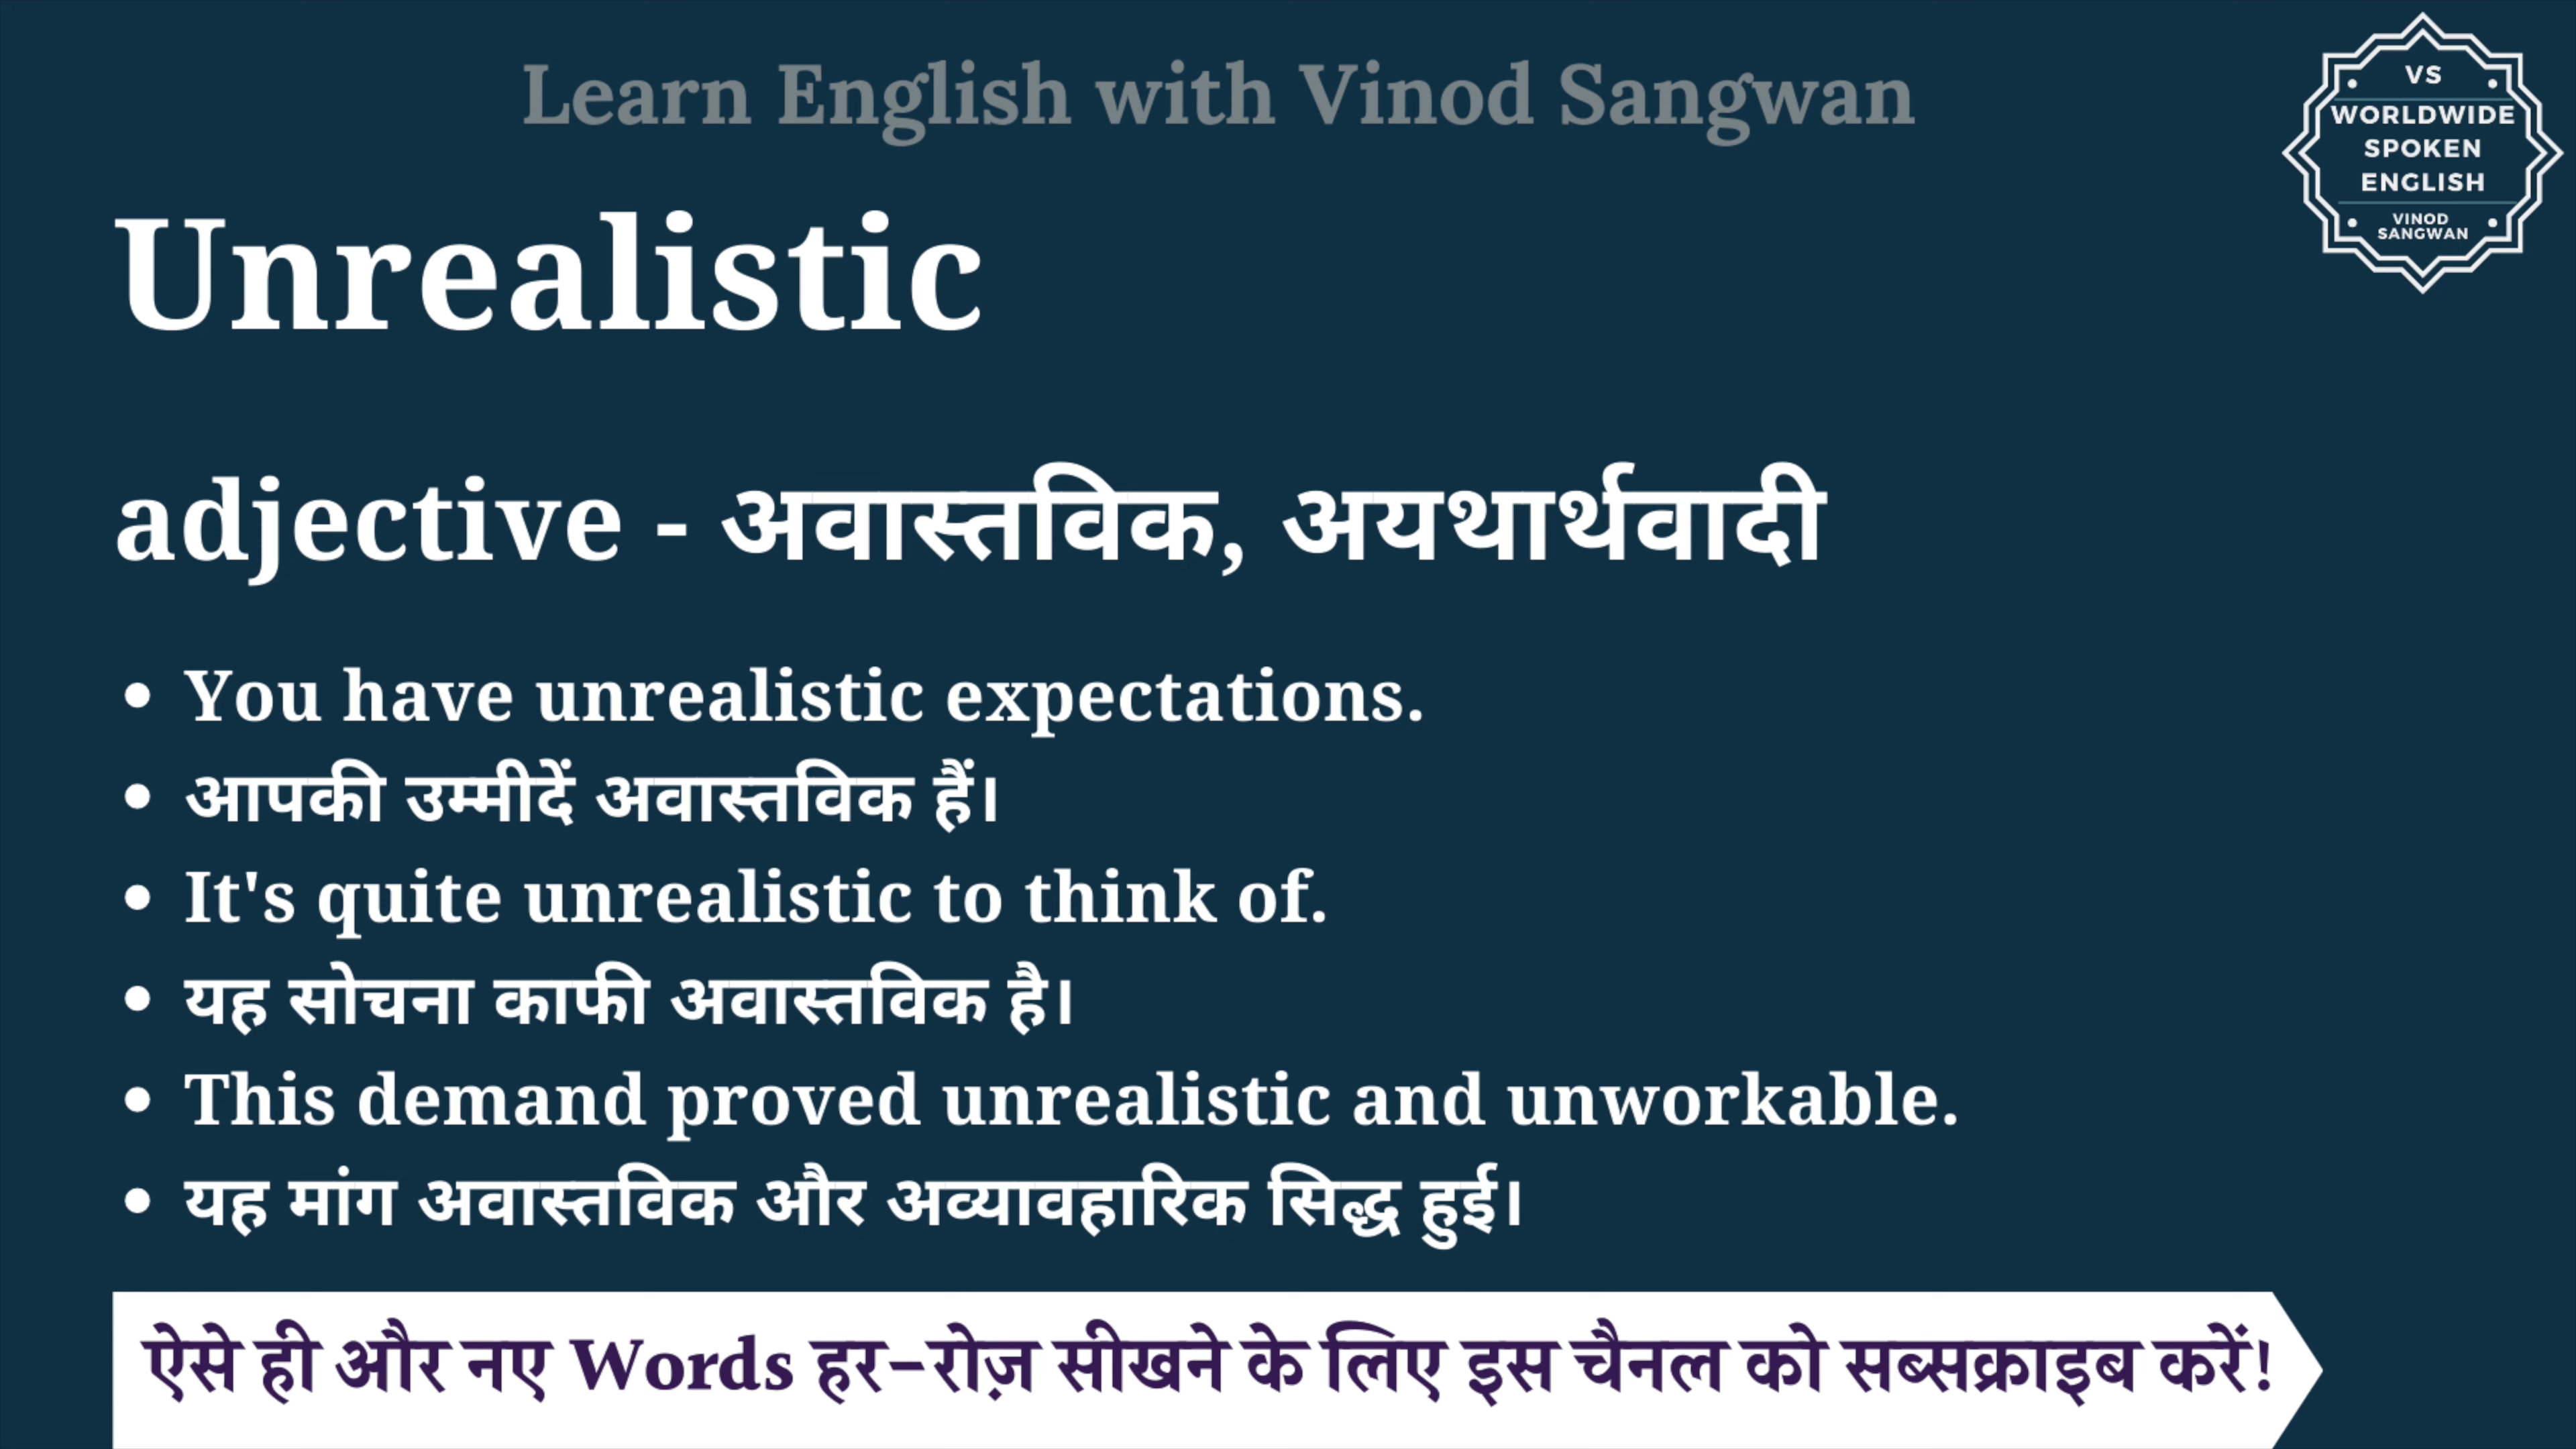 Learn English with Vinod Sangwan
VS
WORLDWIDE
SPOKEN
ENGLISH
VINOD
SANGWAN
Unrealistic
adjective - अवास्तविक, अयथार्थवादी
• You have unrealistic expectations.
• आपकी उम्मीदें अवास्तविक हैं।
• It's quite unrealistic to think of.
• यह सोचना काफी अवास्तविक है।
• This demand proved unrealistic and unworkable.
• यह मांग अवास्तविक और अव्यावहारिक सिद्ध हुई।
ऐसे ही और नए Words हर-रोज़ सीखने के लिए इस चैनल को सब्सक्राइब करें!